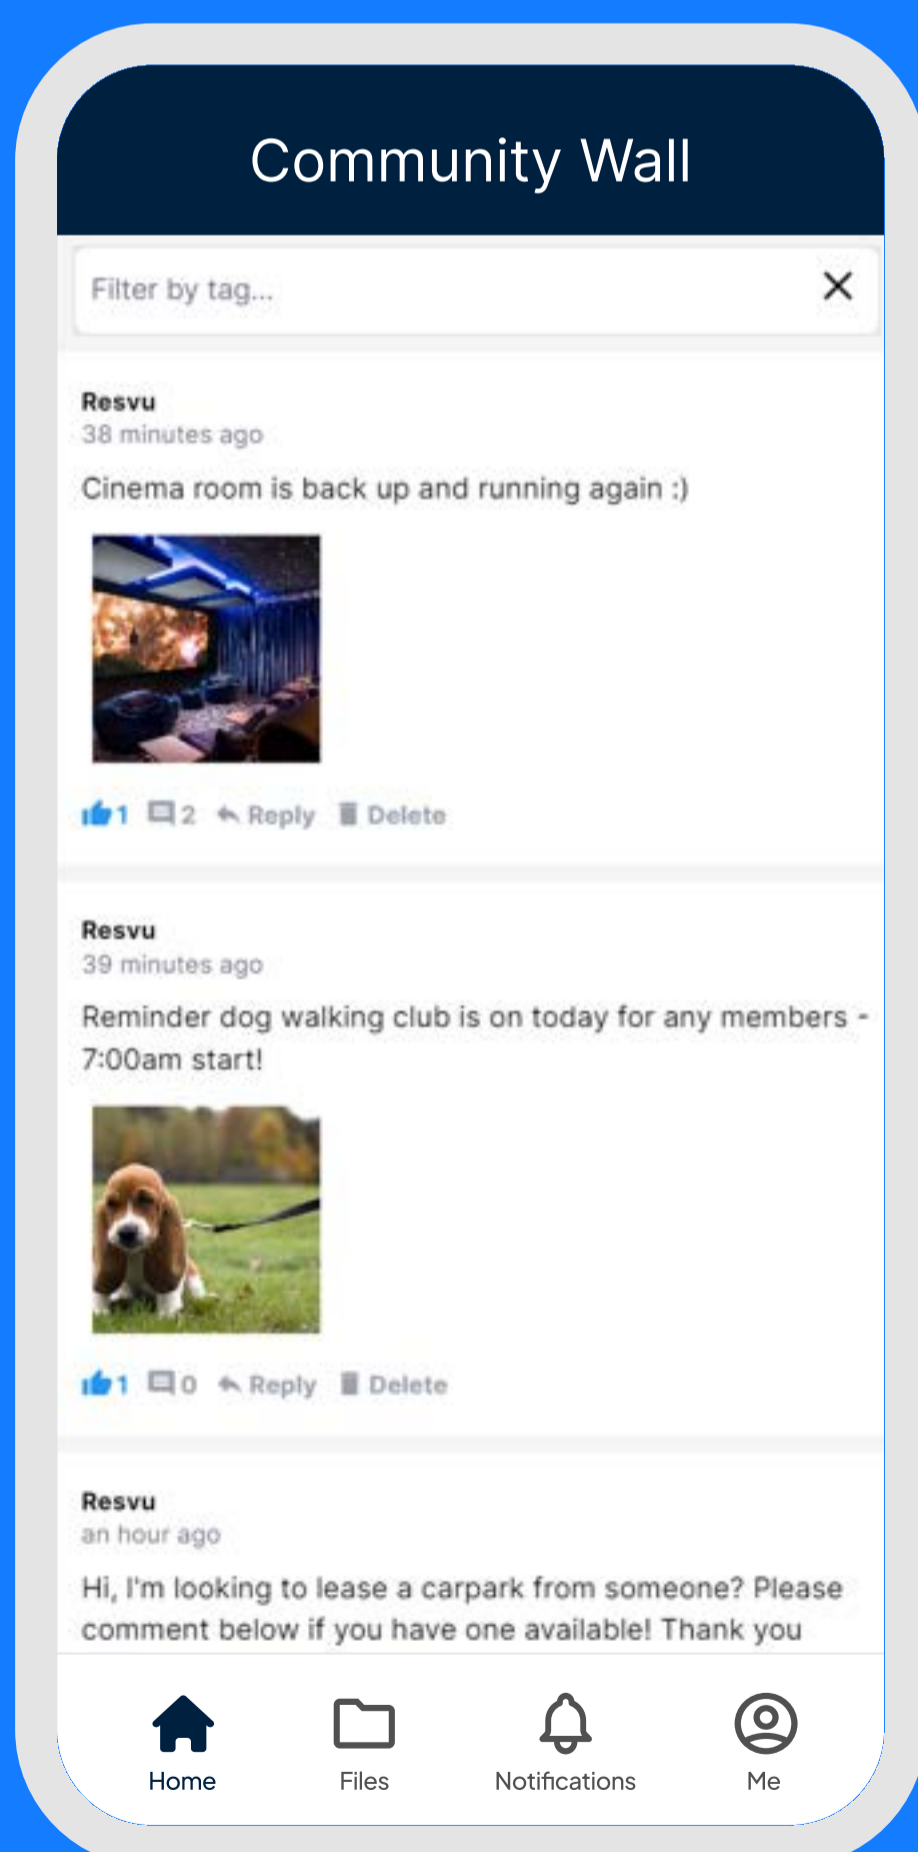 Community Wall
Filter by tag...
Resvu
38 minutes ago
Cinema room is back up and running again :)
1 2 Reply Delete
Resvu
39 minutes ago
Reminder dog walking club is on today for any members -
7:00am start!
1 0 Reply Delete
Resvu
an hour ago
Hi, I'm looking to lease a carpark from someone? Please
comment below if you have one available! Thank you
Home Files Notifications Me